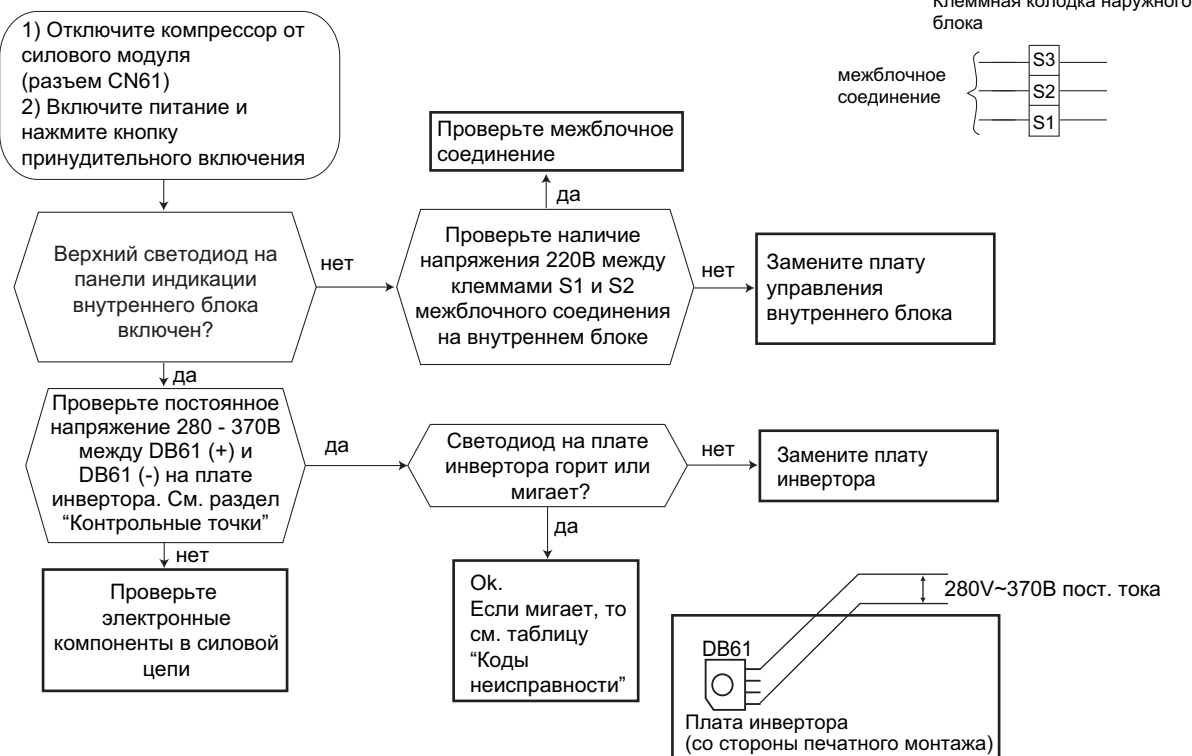 1) Отключите компрессор от
силового модуля
(разъем CN61)
2) Включите питание и
нажмите кнопку
принудительного включения
Клеммная колодка наружного
блока
межблочное
соединение
S3
S2
S1
Проверьте межблочное
соединение
да
Верхний светодиод на
панели индикации
внутреннего блока
включен?
нет
Проверьте наличие
напряжения 220В между
клеммами S1 и S2
межблочного соединения
на внутреннем блоке
нет
Замените плату
управления
внутреннего блока
да
Проверьте постоянное
напряжение 280 - 370В
между DB61 (+) и
DB61 (-) на плате
инвертора. См. раздел
“Контрольные точки”
да
Светодиод на плате
инвертора горит или
мигает?
нет
Замените плату
инвертора
нет
да
Проверьте
электронные
компоненты в силовой
цепи
Ok.
Если мигает, то
см. таблицу
“Коды
неисправности”
280V~370В пост. тока
DB61
Плата инвертора
(со стороны печатного монтажа)